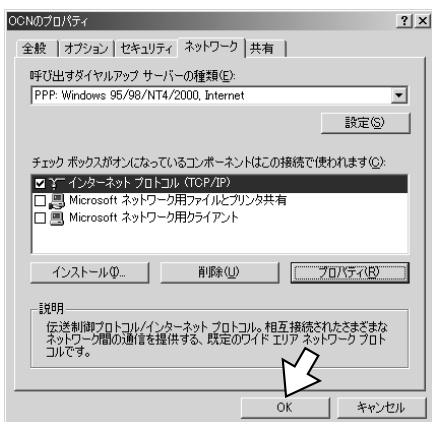 OCNのプロパティ
全般 オプション セキュリティ ネットワーク 共有
呼び出すダイヤルアップ サーバーの種類(E):
PPP: Windows 95/98/NT4/2000, Internet
設定(S)
チェック ボックスがオンになっているコンポーネントはこの接続で使われます(C):
インターネット プロトコル (TCP/IP)
Microsoft ネットワーク用ファイルとプリンタ共有
Microsoft ネットワーク用クライアント
インストール(I)... 削除(U) プロパティ(R)
説明
伝送制御プロトコル/インターネット プロトコル。相互接続されたさまざまな
ネットワーク間の通信を提供する、既定のワイド エリア ネットワーク プロト
コルです。
OK キャンセル